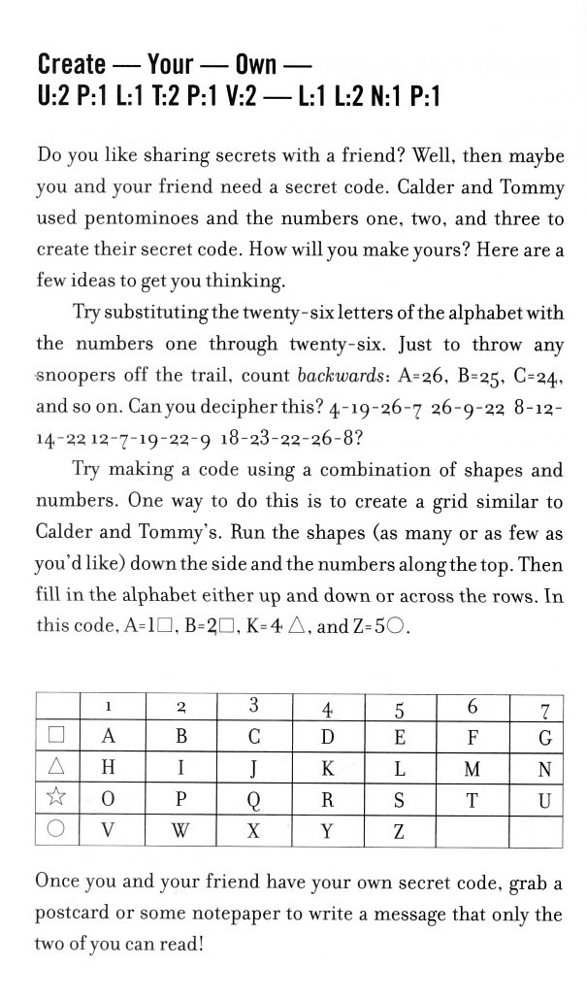 Create — Your — Own —
U:2 P:1 L:1 T:2 P:1 V:2 — L:1 L:2 N:1 P:1
Do you like sharing secrets with a friend? Well, then maybe
you and your friend need a secret code. Calder and Tommy
used pentominoes and the numbers one, two, and three to
create their secret code. How will you make yours? Here are a
few ideas to get you thinking.
Try substituting the twenty-six letters of the alphabet with
the numbers one through twenty-six. Just to throw any
snoopers off the trail, count backwards: A=26, B=25, C=24,
and so on. Can you decipher this? 4-19-26-7 26-9-22 8-12-
14-22 12-7-19-22-9 18-23-22-26-8?
Try making a code using a combination of shapes and
numbers. One way to do this is to create a grid similar to
Calder and Tommy's. Run the shapes (as many or as few as
you'd like) down the side and the numbers along the top. Then
fill in the alphabet either up and down or across the rows. In
this code, A=1□, B=2□, K=4 △, and Z=5○.
1 2 3 4 5 6 7
□ A B C D E F G
△ H I J K L M N
☆ O P Q R S T U
○ V W X Y Z
Once you and your friend have your own secret code, grab a
postcard or some notepaper to write a message that only the
two of you can read!